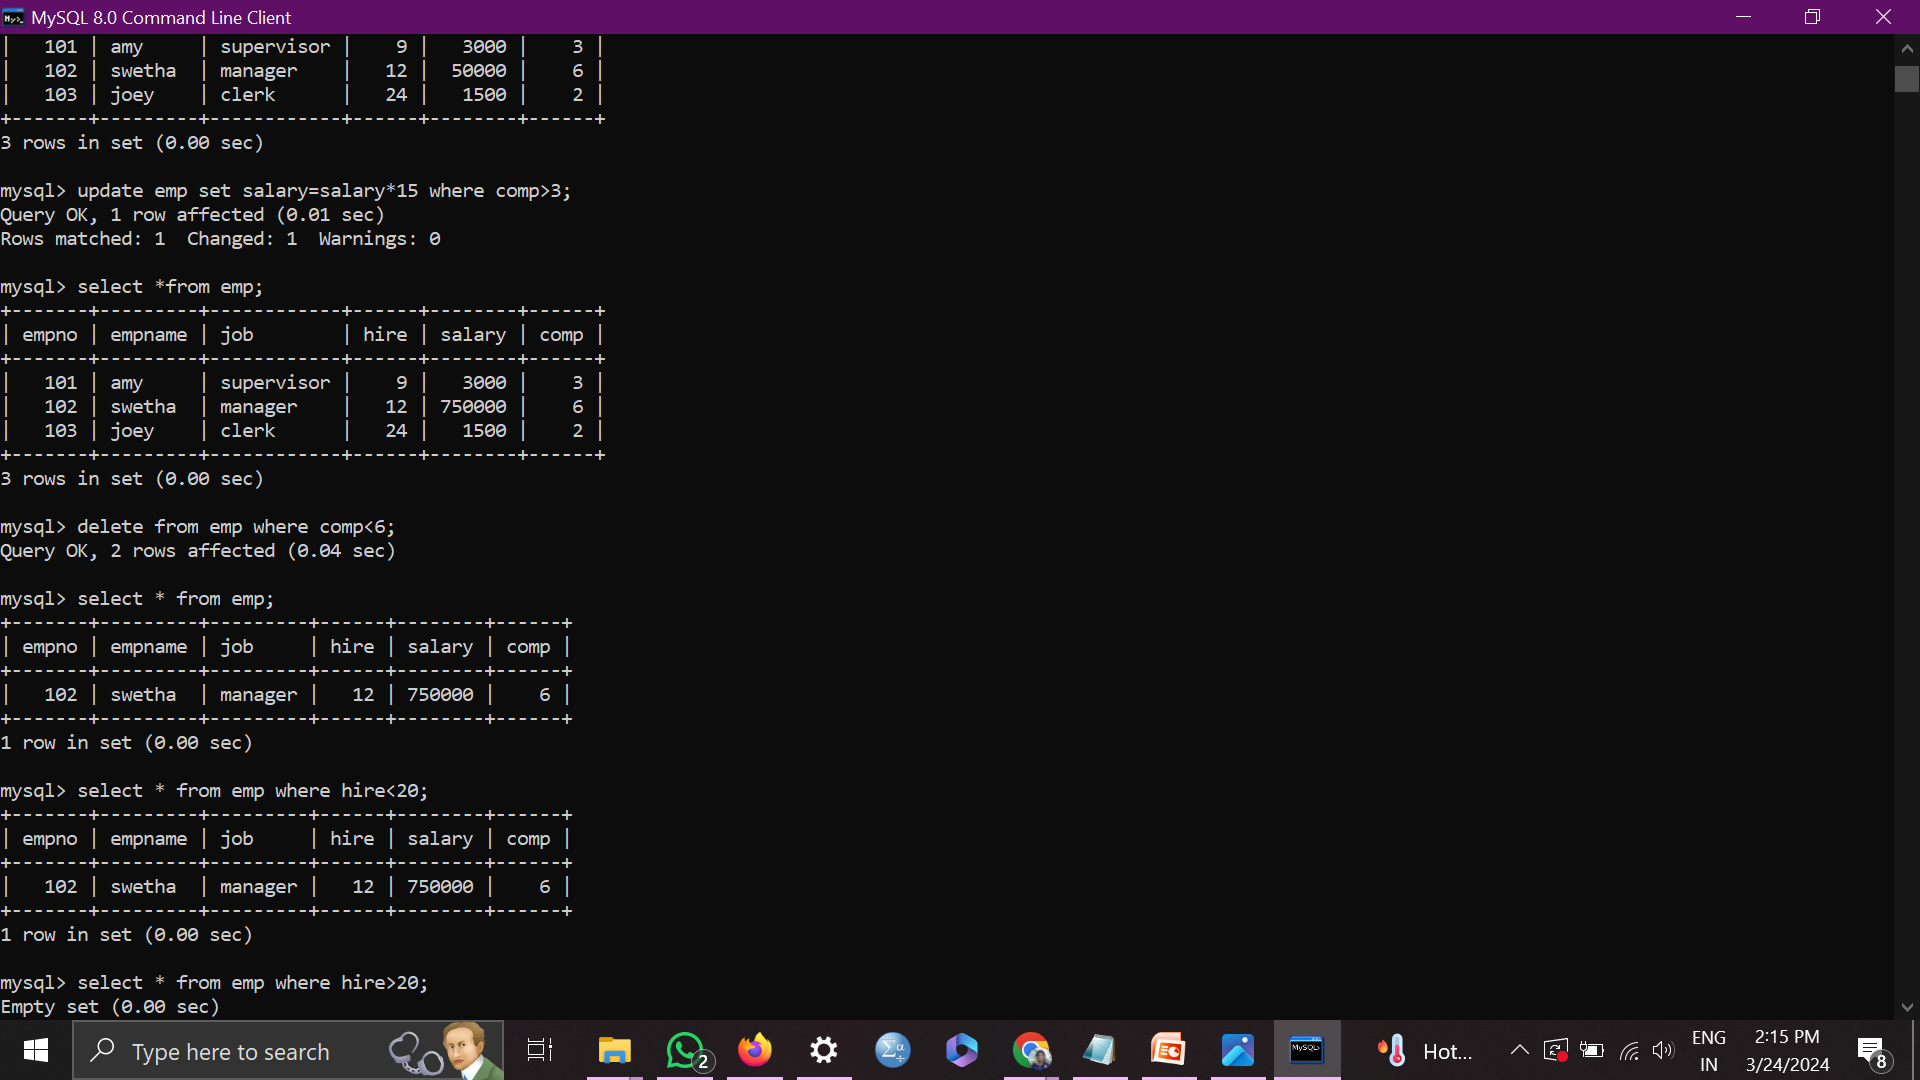 MySQL 8.0 Command Line Client
|   101 | amy     | supervisor |    9 |   3000 |    3 |
|   102 | swetha  | manager    |   12 |  50000 |    6 |
|   103 | joey    | clerk      |   24 |   1500 |    2 |
+-------+---------+------------+------+--------+------+
3 rows in set (0.00 sec)
mysql> update emp set salary=salary*15 where comp>3;
Query OK, 1 row affected (0.01 sec)
Rows matched: 1  Changed: 1  Warnings: 0
mysql> select *from emp;
+-------+---------+------------+------+--------+------+
| empno | empname | job        | hire | salary | comp |
+-------+---------+------------+------+--------+------+
|   101 | amy     | supervisor |    9 |   3000 |    3 |
|   102 | swetha  | manager    |   12 | 750000 |    6 |
|   103 | joey    | clerk      |   24 |   1500 |    2 |
+-------+---------+------------+------+--------+------+
3 rows in set (0.00 sec)
mysql> delete from emp where comp<6;
Query OK, 2 rows affected (0.04 sec)
mysql> select * from emp;
+-------+---------+---------+------+--------+------+
| empno | empname | job     | hire | salary | comp |
+-------+---------+---------+------+--------+------+
|   102 | swetha  | manager |   12 | 750000 |    6 |
+-------+---------+---------+------+--------+------+
1 row in set (0.00 sec)
mysql> select * from emp where hire<20;
+-------+---------+---------+------+--------+------+
| empno | empname | job     | hire | salary | comp |
+-------+---------+---------+------+--------+------+
|   102 | swetha  | manager |   12 | 750000 |    6 |
+-------+---------+---------+------+--------+------+
1 row in set (0.00 sec)
mysql> select * from emp where hire>20;
Empty set (0.00 sec)
Type here to search
2
MySQL
Hot...
ENG
IN
2:15 PM
3/24/2024
8